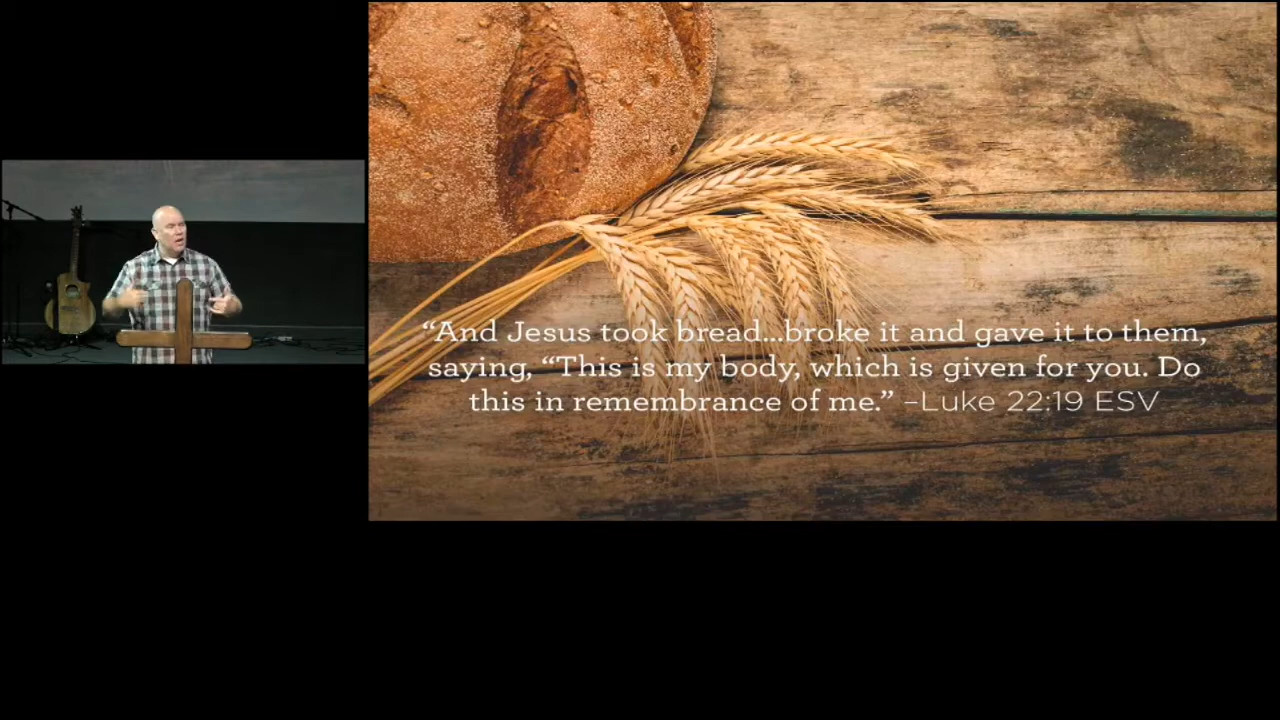 “And Jesus took bread...broke it and gave it to them,
saying, “This is my body, which is given for you. Do
this in remembrance of me.” –Luke 22:19 ESV